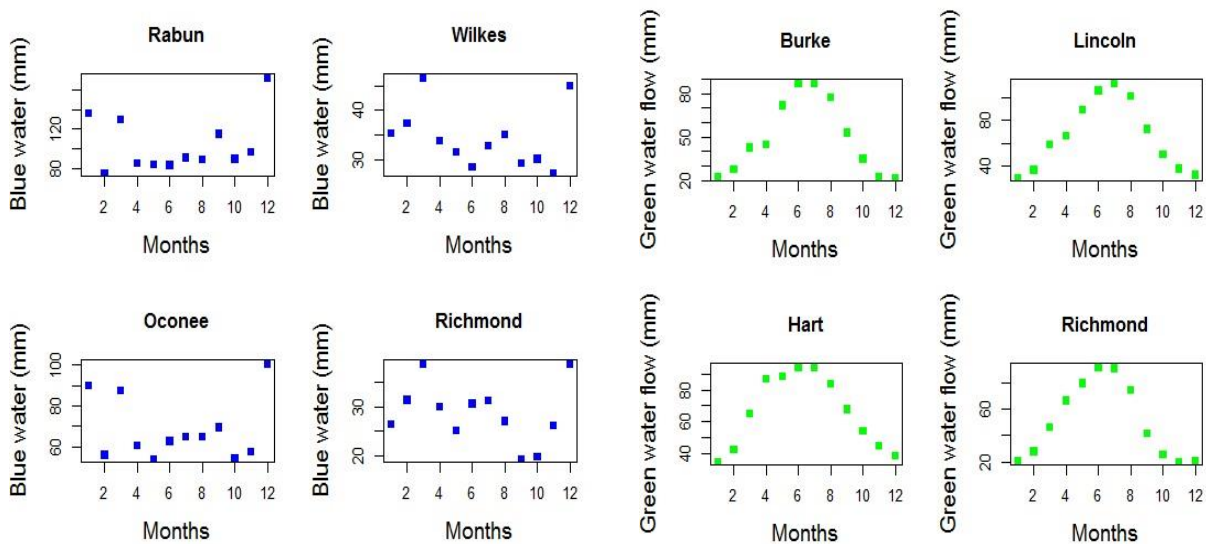 Rabun
Blue water (mm)
120
80
2 4 6 8 10 12
Months
Wilkes
Blue water (mm)
40
30
2 4 6 8 10 12
Months
Burke
Green water flow (mm)
80
50
20
2 4 6 8 10 12
Months
Lincoln
Green water flow (mm)
80
40
2 4 6 8 10 12
Months
Oconee
Blue water (mm)
100
80
60
2 4 6 8 10 12
Months
Richmond
Blue water (mm)
30
20
2 4 6 8 10 12
Months
Hart
Green water flow (mm)
80
60
40
2 4 6 8 10 12
Months
Richmond
Green water flow (mm)
60
20
2 4 6 8 10 12
Months